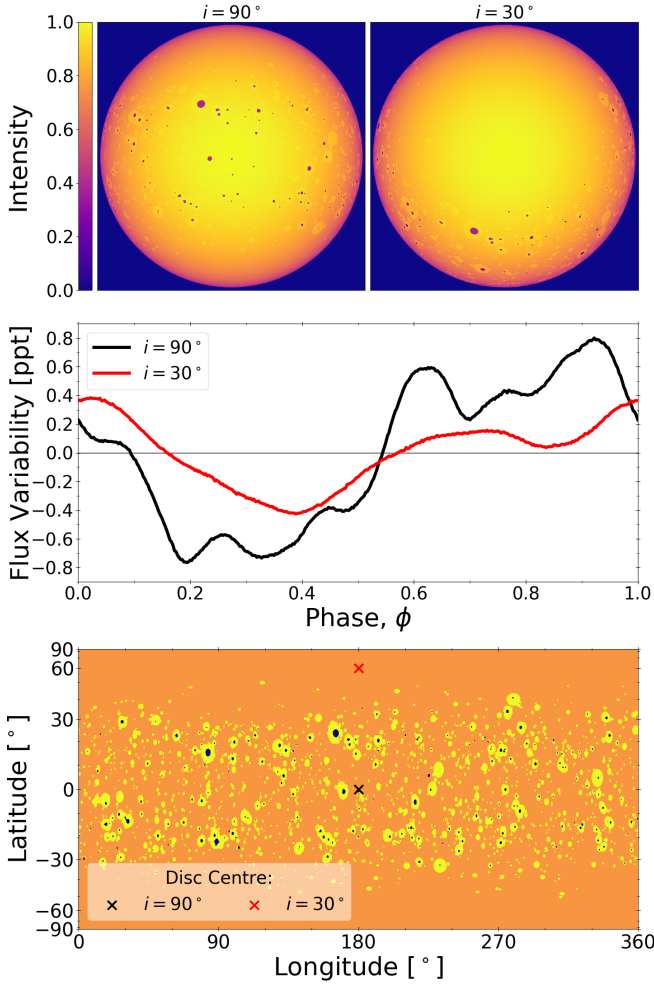 i = 90° i = 30°
1.0
0.8
0.6
0.4
0.2
0.0
Intensity
0.8
0.6
0.4
0.2
0.0
−0.2
−0.4
−0.6
−0.8
Flux Variability [ppt]
i = 90°
i = 30°
0.0 0.2 0.4 0.6 0.8 1.0
Phase, ϕ
90
60
30
0
−30
−60
−90
Latitude [°]
Disc Centre:
i = 90° i = 30°
0 90 180 270 360
Longitude [°]